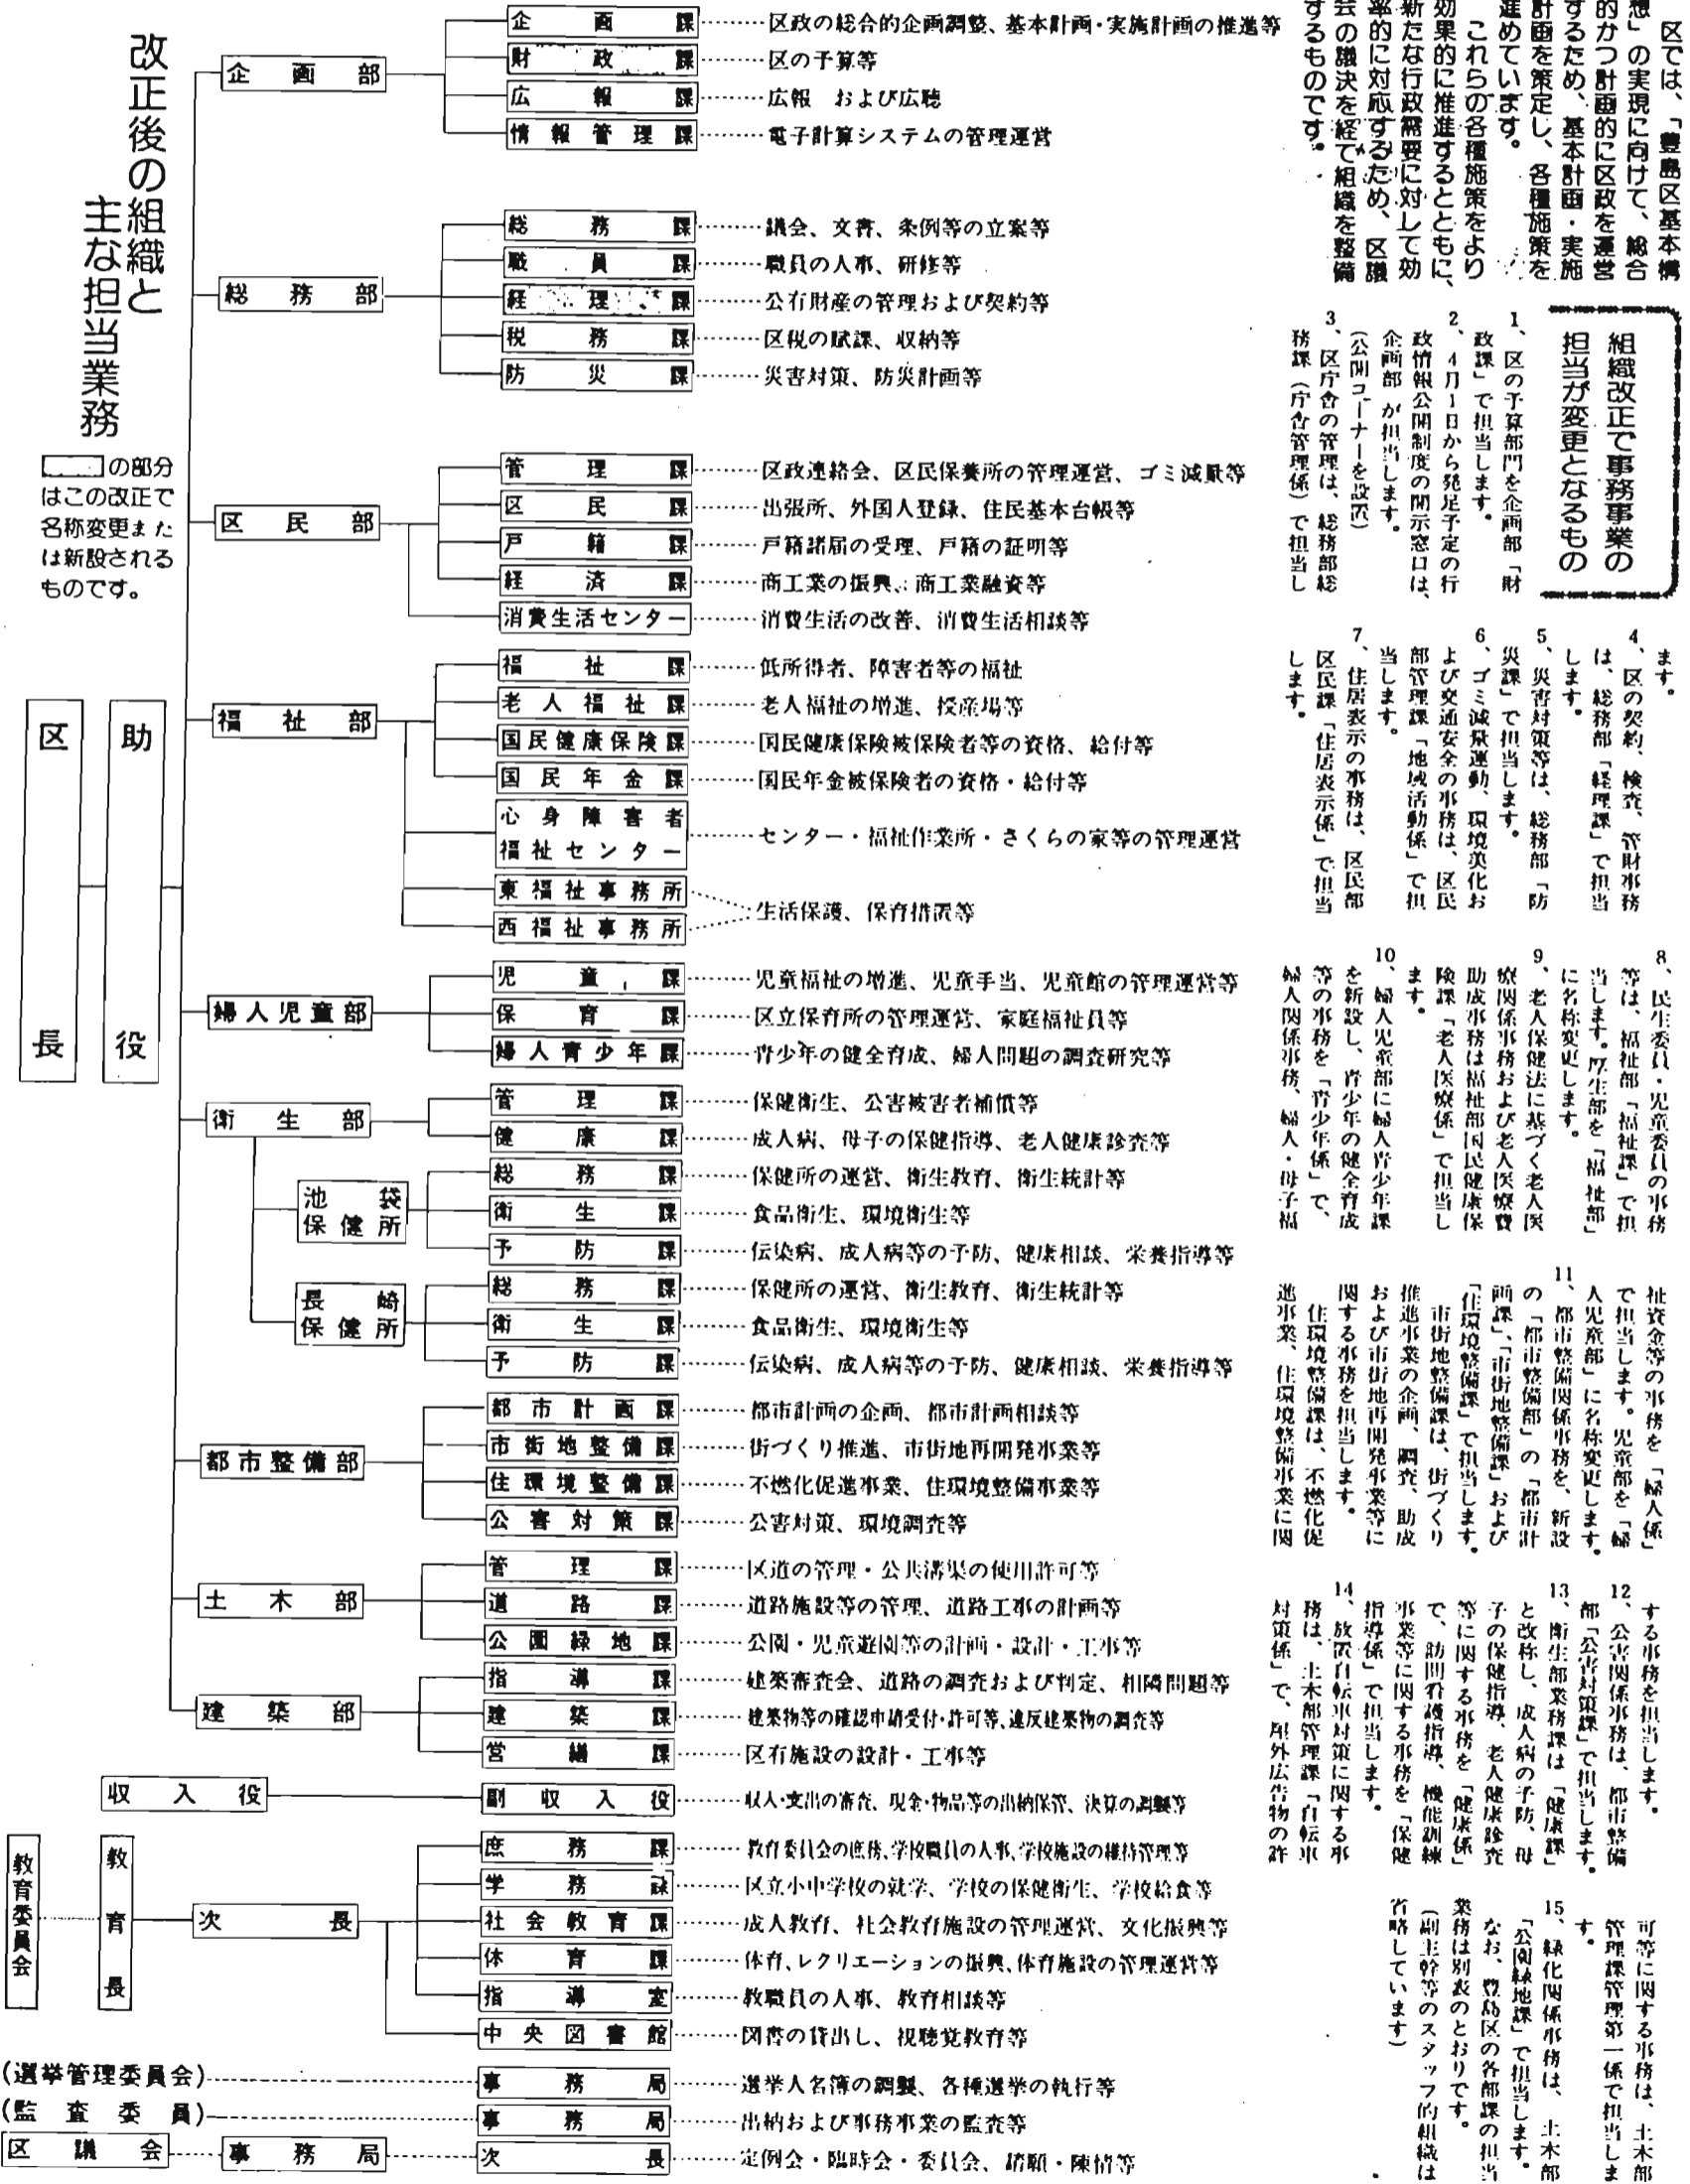 区では、「豊島区基本構
想」の実現に向けて、総合
的かつ計画的に区政を運営
するため、基本計画・実施
計画を策定し、各種施策を
進めています。
これらの各種施策をより
効果的に推進するとともに、
新たな行政需要に対して効
率的に対応するため、区議
会の議決を経て組織を整備
するものです。
組織改正で事務事業の
担当が変更となるもの
1、区の予算部門を企画部「財
政課」で担当します。
2、4月1日から発足予定の行
政情報公開制度の開示窓口は、
企画部が担当します。
(公開コーナーを設置)
3、区庁舎の管理は、総務部総
務課(庁舎管理係)で担当し
ます。
4、区の契約、検査、管財事務
は、総務部「経理課」で担当
します。
5、災害対策等は、総務部「防
災課」で担当します。
6、ゴミ減量運動、環境美化お
よび交通安全の事務は、区民
部管理課「地域活動係」で担
当します。
7、住居表示の事務は、区民部
区民課「住居表示係」で担当
します。
8、民生委員・児童委員の事務
等は、福祉部「福祉課」で担
当します。厚生部を「福祉部」
に名称変更します。
9、老人保健法に基づく老人医
療関係事務および老人医療費
助成事務は福祉部国民健康保
険課「老人医療係」で担当し
ます。
10、婦人児童部に婦人青少年課
を新設し、青少年の健全育成
等の事務を「青少年係」で、
婦人関係事務、婦人・母子福
祉資金等の事務を「婦人係」
で担当します。児童部を「婦
人児童部」に名称変更します。
11、都市整備関係事務を、新設
の「都市整備部」の「都市計
画課」、「市街地整備課」および
「住環境整備課」で担当します。
市街地整備課は、街づくり
推進事業の企画、調査、助成
および市街地再開発事業等に
関する事務を担当します。
住環境整備課は、不燃化促
進事業、住環境整備事業に関
する事務を担当します。
12、公害関係事務は、都市整備
部「公害対策課」で担当します。
13、衛生部業務課は「健康課」
と改称し、成人病の予防、母
子の保健指導、老人健康診査
等に関する事務を「健康係」
で、訪問看護指導、機能訓練
事業等に関する事務を「保健
指導係」で担当します。
14、放置自転車対策に関する事
務は、土木部管理課「自転車
対策係」で、屋外広告物の許
可等に関する事務は、土木部
管理課管理第一係で担当しま
す。
15、緑化関係事務は、土木部
「公園緑地課」で担当します。
なお、豊島区の各部課の担当
業務は別表のとおりです。
(副主幹等のスタッフ的組織は
省略しています)
改正後の組織と
主な担当業務
の部分
はこの改正で
名称変更また
は新設される
ものです。
区長
助役
企画部
企画課……区政の総合的企画調整、基本計画・実施計画の推進等
財政課……区の予算等
広報課……広報 および広聴
情報管理課……電子計算システムの管理運営
総務部
総務課……議会、文書、条例等の立案等
職員課……職員の人事、研修等
経理課……公有財産の管理および契約等
税務課……区税の賦課、収納等
防災課……災害対策、防災計画等
区民部
管理課……区政連絡会、区民保養所の管理運営、ゴミ減量等
区民課……出張所、外国人登録、住民基本台帳等
戸籍課……戸籍諸届の受理、戸籍の証明等
経済課……商工業の振興、商工業融資等
消費生活センター……消費生活の改善、消費生活相談等
福祉部
福祉課……低所得者、障害者等の福祉
老人福祉課……老人福祉の増進、授産場等
国民健康保険課……国民健康保険被保険者等の資格、給付等
国民年金課……国民年金被保険者の資格・給付等
心身障害者
福祉センター……センター・福祉作業所・さくらの家等の管理運営
東福祉事務所
西福祉事務所
生活保護、保育措置等
婦人児童部
児童課……児童福祉の増進、児童手当、児童館の管理運営等
保育課……区立保育所の管理運営、家庭福祉員等
婦人青少年課……青少年の健全育成、婦人問題の調査研究等
衛生部
管理課……保健衛生、公害被害者補償等
健康課……成人病、母子の保健指導、老人健康診査等
池袋
保健所
総務課……保健所の運営、衛生教育、衛生統計等
衛生課……食品衛生、環境衛生等
予防課……伝染病、成人病等の予防、健康相談、栄養指導等
長崎
保健所
総務課……保健所の運営、衛生教育、衛生統計等
衛生課……食品衛生、環境衛生等
予防課……伝染病、成人病等の予防、健康相談、栄養指導等
都市整備部
都市計画課……都市計画の企画、都市計画相談等
市街地整備課……街づくり推進、市街地再開発事業等
住環境整備課……不燃化促進事業、住環境整備事業等
公害対策課……公害対策、環境調査等
土木部
管理課……区道の管理・公共溝渠の使用許可等
道路課……道路施設等の管理、道路工事の計画等
公園緑地課……公園・児童遊園等の計画・設計・工事等
建築部
指導課……建築審査会、道路の調査および判定、相隣問題等
建築課……建築物等の確認申請受付・許可等、違反建築物の調査等
営繕課……区有施設の設計・工事等
収入役
副収入役……収入・支出の審査、現金・物品等の出納保管、決算の調製等
教育委員会
教育長
次長
庶務課……教育委員会の庶務、学校職員の人事、学校施設の維持管理等
学務課……区立小中学校の就学、学校の保健衛生、学校給食等
社会教育課……成人教育、社会教育施設の管理運営、文化振興等
体育課……体育、レクリエーションの振興、体育施設の管理運営等
指導室……教職員の人事、教育相談等
中央図書館……図書の貸出し、視聴覚教育等
(選挙管理委員会)
事務局……選挙人名簿の調製、各種選挙の執行等
(監査委員)
事務局……出納および事務事業の監査等
区議会
事務局
次長……定例会・臨時会・委員会、請願・陳情等